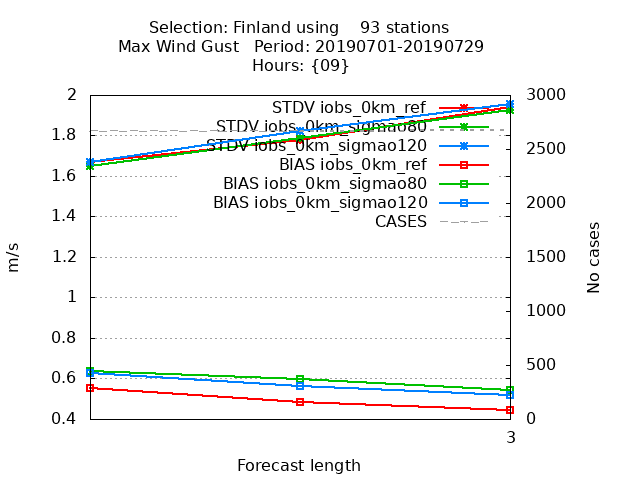 Selection: Finland using 93 stations
Max Wind Gust Period: 20190701-20190729
Hours: {09}
2 3000
STDV iobs_0km_ref
STDV iobs_0km_sigmao80
1.8 2500
STDV iobs_0km_sigmao120
BIAS iobs_0km_ref
1.6
BIAS iobs_0km_sigmao80
2000
BIAS iobs_0km_sigmao120
1.4
CASES
m/s
1.2 1500
No cases
1 1000
0.8
500
0.6
0.4 0
3
Forecast length